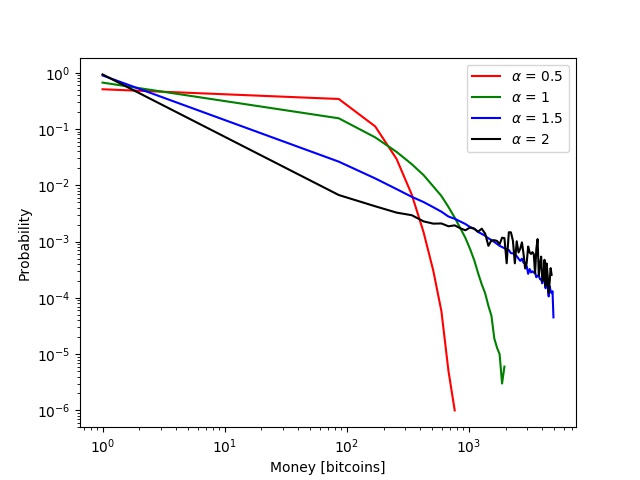 α = 0.5
α = 1
α = 1.5
α = 2
10⁰
10⁻¹
10⁻²
10⁻³
10⁻⁴
10⁻⁵
10⁻⁶
Probability
10⁰ 10¹ 10² 10³
Money [bitcoins]